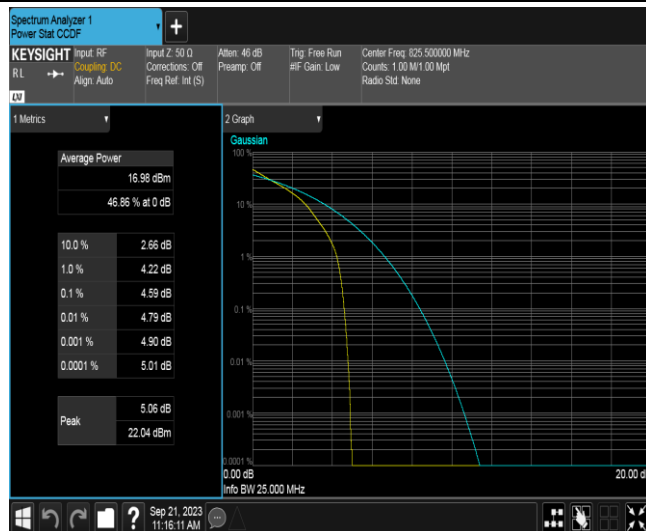 Spectrum Analyzer 1
Power Stat CCDF
KEYSIGHT
RL
Input: RF
Coupling: DC
Align: Auto
Input Z: 50 Ω
Corrections: Off
Freq Ref: Int (S)
Atten: 46 dB
Preamp: Off
Trig: Free Run
#IF Gain: Low
Center Freq: 825.500000 MHz
Counts: 1.00 M/1.00 Mpt
Radio Std: None
1 Metrics
Average Power
16.98 dBm
46.86 % at 0 dB
10.0 % 2.66 dB
1.0 % 4.22 dB
0.1 % 4.59 dB
0.01 % 4.79 dB
0.001 % 4.90 dB
0.0001 % 5.01 dB
Peak
5.06 dB
22.04 dBm
2 Graph
Gaussian
100 %
10 %
1 %
0.1 %
0.01 %
0.001 %
0.0001 %
0.00 dB
20.00 d
Info BW 25.000 MHz
?
Sep 21, 2023
11:16:11 AM